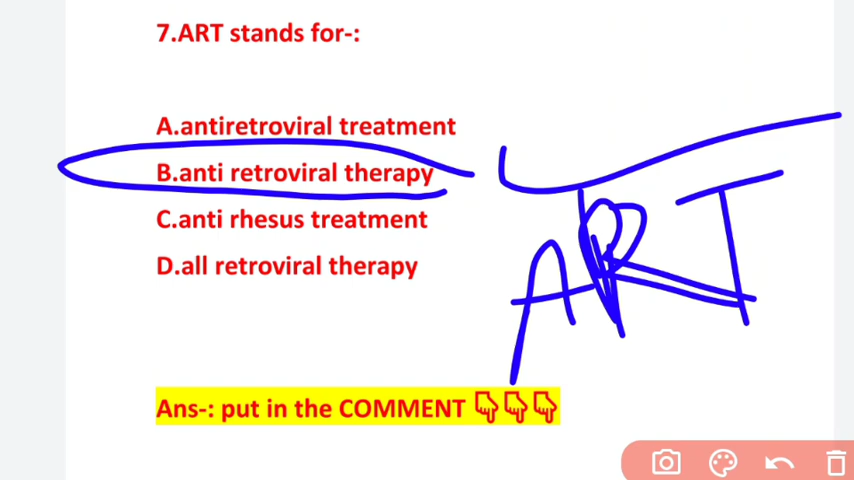 7.ART stands for-:
A.antiretroviral treatment
B.anti retroviral therapy
C.anti rhesus treatment
D.all retroviral therapy
ART
Ans-: put in the COMMENT 👇👇👇